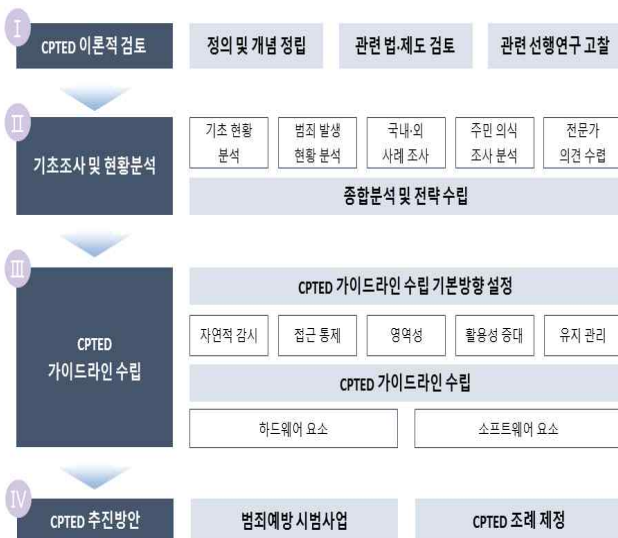 I
CPTED 이론적 검토
정의 및 개념 정립
관련 법·제도 검토
관련 선행연구 고찰
II
기초조사 및 현황분석
기초 현황
분석
범죄 발생
현황 분석
국내·외
사례 조사
주민 의식
조사 분석
전문가
의견 수렴
종합분석 및 전략 수립
III
CPTED
가이드라인 수립
CPTED 가이드라인 수립 기본방향 설정
자연적 감시
접근 통제
영역성
활용성 증대
유지 관리
CPTED 가이드라인 수립
하드웨어 요소
소프트웨어 요소
IV
CPTED 추진방안
범죄예방 시범사업
CPTED 조례 제정